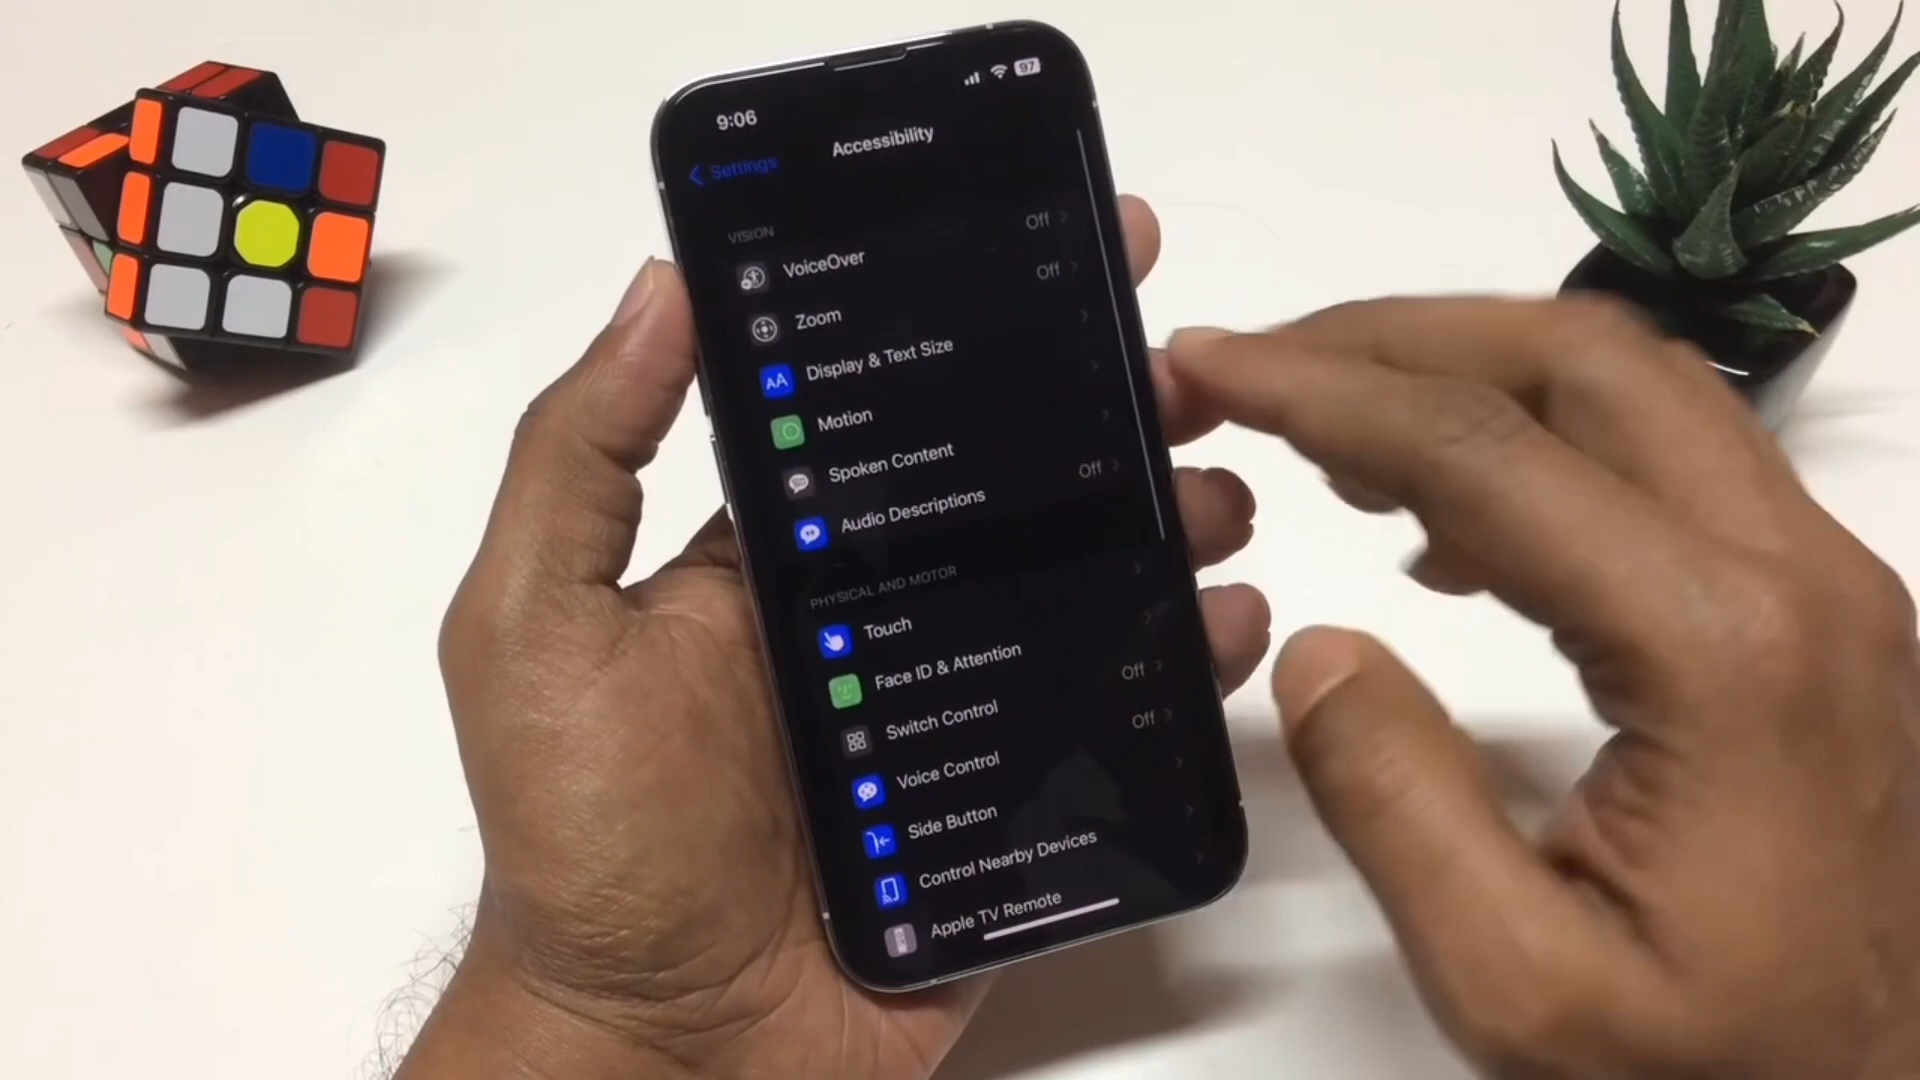 9:06
97
Settings
Accessibility
VISION
VoiceOver Off
Zoom Off
AA Display & Text Size
Motion
Spoken Content
Audio Descriptions Off
PHYSICAL AND MOTOR
Touch
Face ID & Attention
Switch Control Off
Voice Control Off
Side Button
Control Nearby Devices
Apple TV Remote